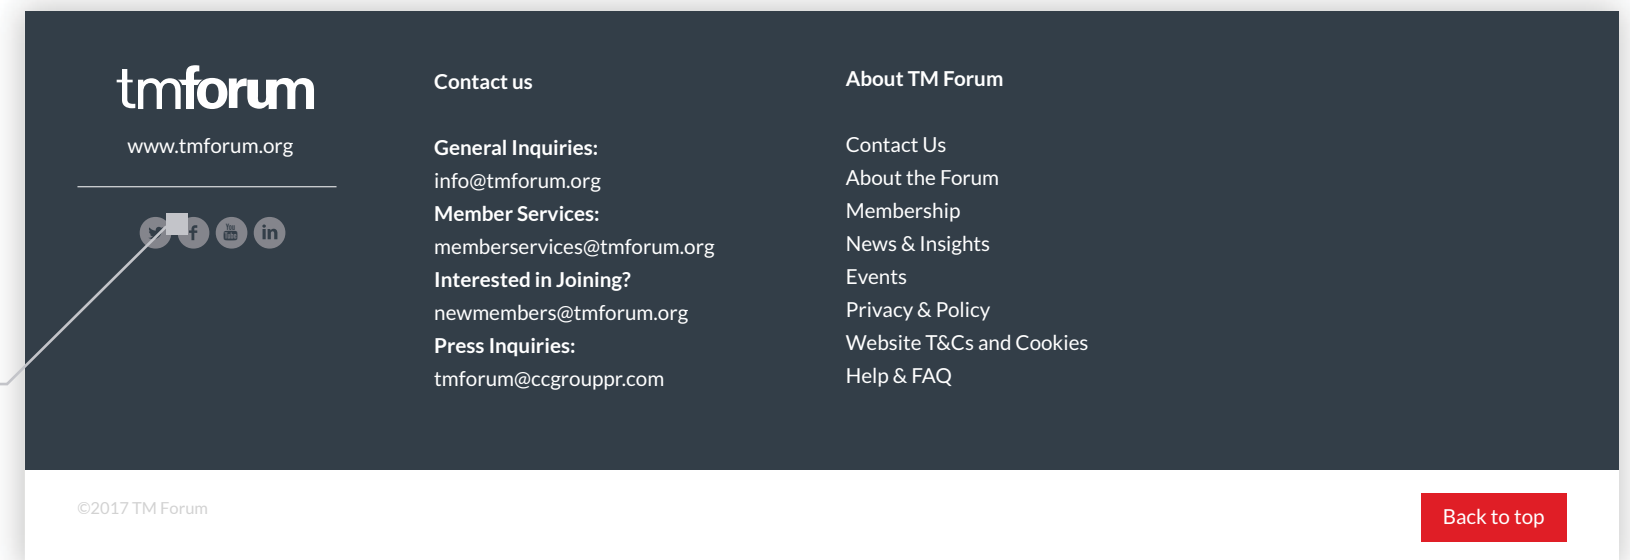 tmforum
www.tmforum.org
Contact us
General Inquiries:
info@tmforum.org
Member Services:
memberservices@tmforum.org
Interested in Joining?
newmembers@tmforum.org
Press Inquiries:
tmforum@ccgrouppr.com
About TM Forum
Contact Us
About the Forum
Membership
News & Insights
Events
Privacy & Policy
Website T&Cs and Cookies
Help & FAQ
©2017 TM Forum
Back to top